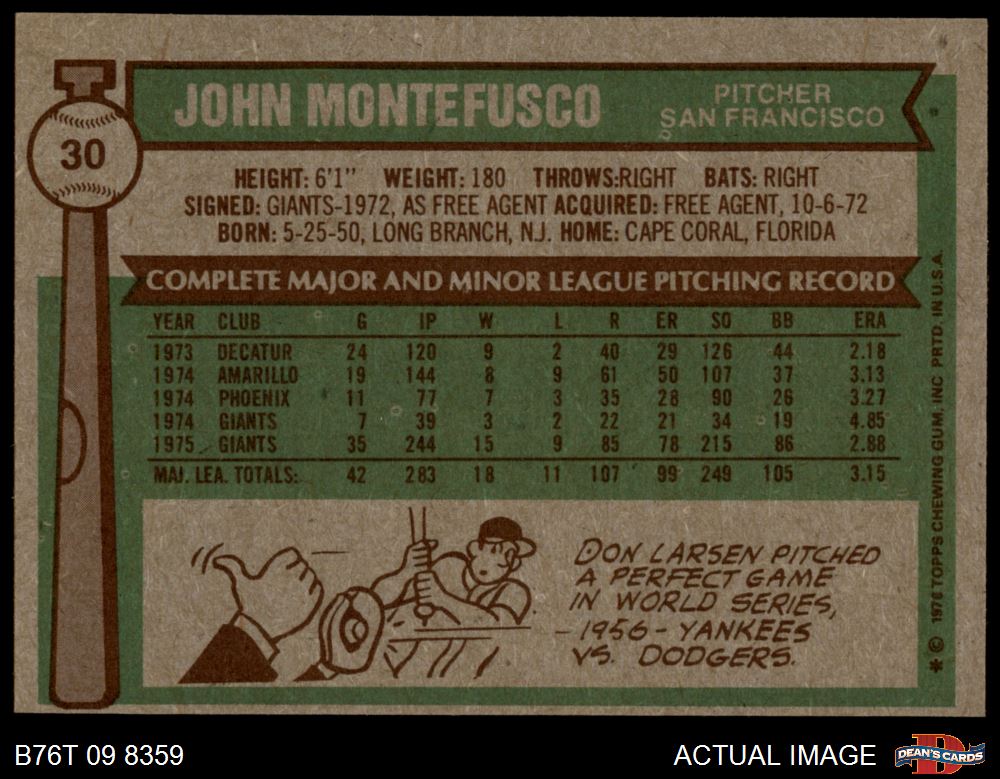 JOHN MONTEFUSCO
PITCHER
SAN FRANCISCO
30
HEIGHT: 6'1" WEIGHT: 180 THROWS:RIGHT BATS: RIGHT
SIGNED: GIANTS-1972, AS FREE AGENT ACQUIRED: FREE AGENT, 10-6-72
BORN: 5-25-50, LONG BRANCH, N.J. HOME: CAPE CORAL, FLORIDA
COMPLETE MAJOR AND MINOR LEAGUE PITCHING RECORD
YEAR CLUB G IP W L R ER SO BB ERA
1973 DECATUR 24 120 9 2 40 29 126 44 2.18
1974 AMARILLO 19 144 8 9 61 50 107 37 3.13
1974 PHOENIX 11 77 7 3 35 28 90 26 3.27
1974 GIANTS 7 39 3 2 22 21 34 19 4.85
1975 GIANTS 35 244 15 9 85 78 215 86 2.88
MAJ. LEA. TOTALS: 42 283 18 11 107 99 249 105 3.15
DON LARSEN PITCHED
A PERFECT GAME
IN WORLD SERIES,
-1956- YANKEES
VS. DODGERS.
* © 1976 TOPPS CHEWING GUM, INC. PRTD. IN U.S.A.
B76T 09 8359
ACTUAL IMAGE
D
DEAN'S CARDS